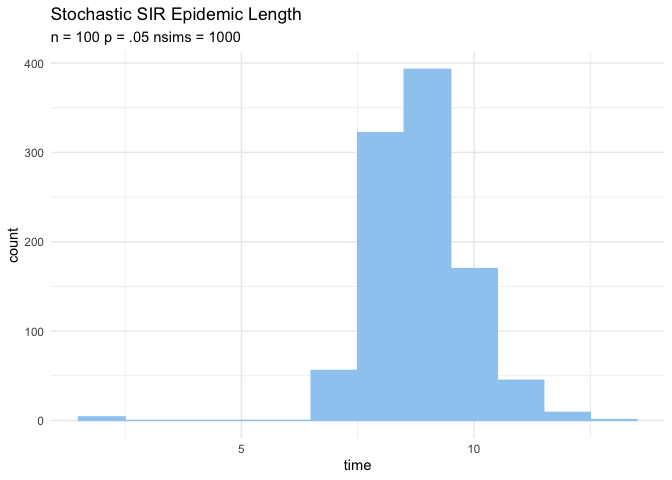 Stochastic SIR Epidemic Length
n = 100 p = .05 nsims = 1000
400
300
200
100
0
count
5
10
time